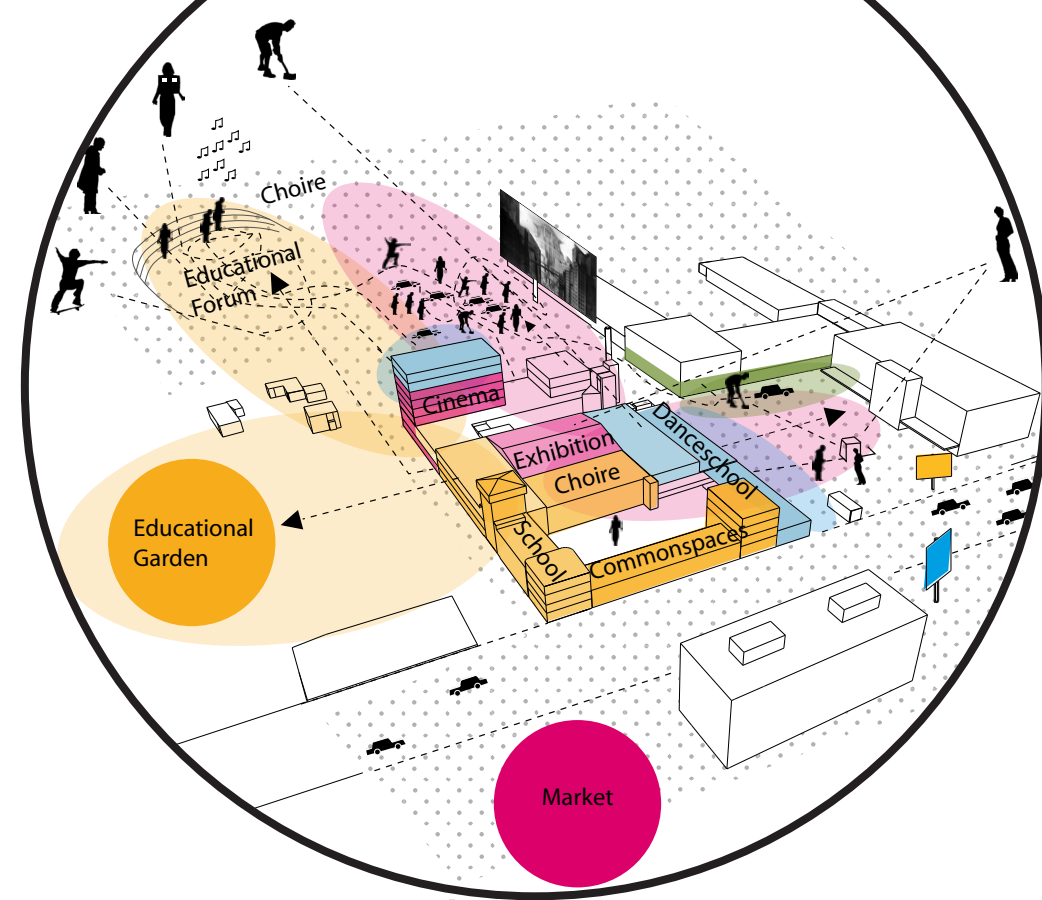 Choire
Educational
Forum
Cinema
Exhibition
Danceschool
Choire
Educational
Garden
School
Commonspaces
Market